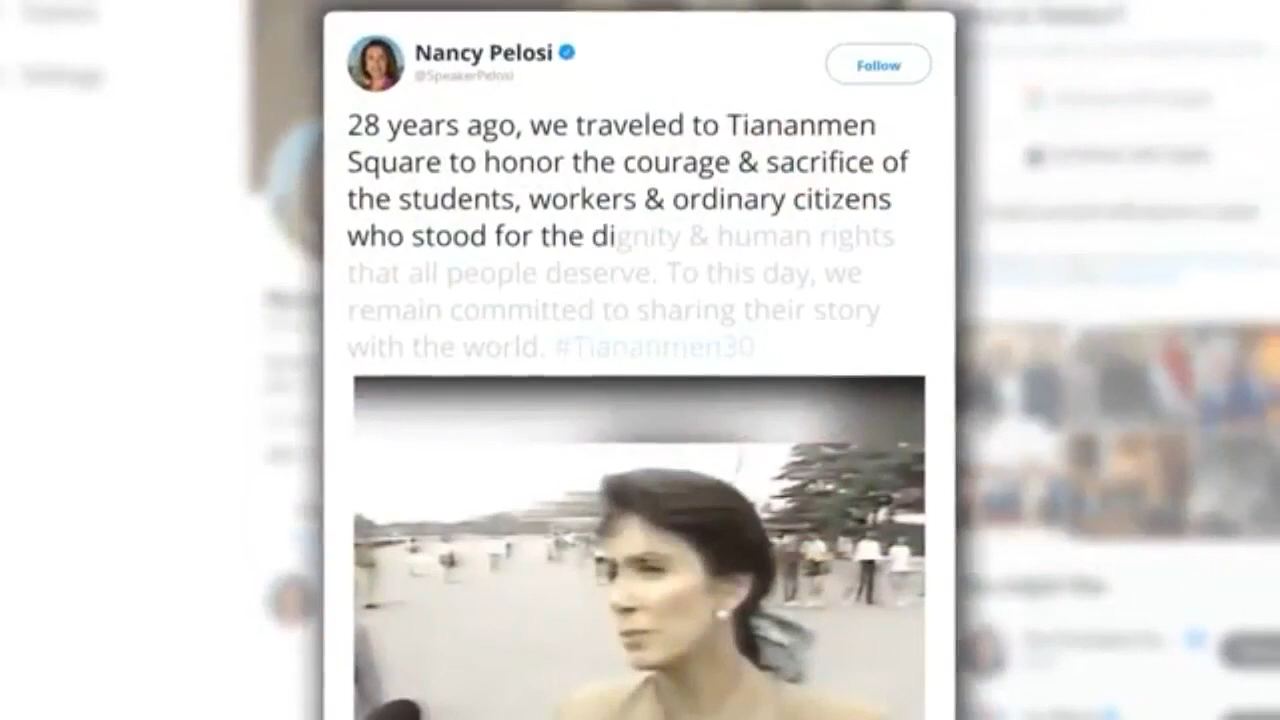 Nancy Pelosi
@SpeakerPelosi
Follow
28 years ago, we traveled to Tiananmen
Square to honor the courage & sacrifice of
the students, workers & ordinary citizens
who stood for the dignity & human rights
that all people deserve. To this day, we
remain committed to sharing their story
with the world. #Tiananmen30